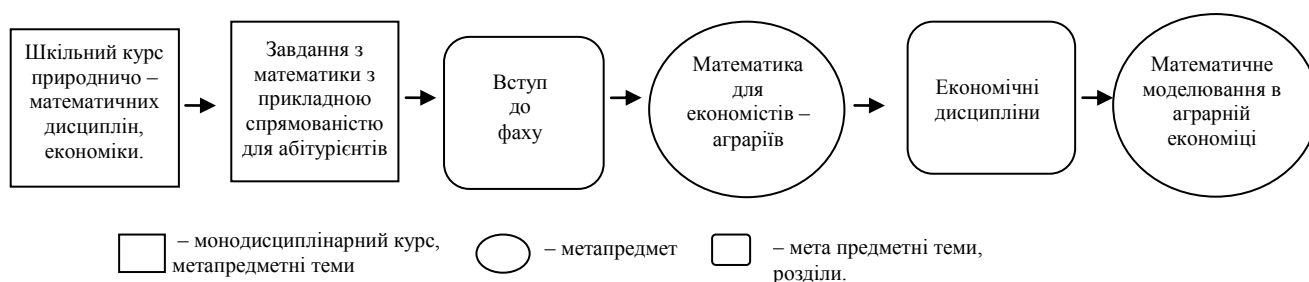 Шкільний курс
природничо –
математичних
дисциплін,
економіки.
Завдання з
математики з
прикладною
спрямованістю
для абітурієнтів
Вступ
до
фаху
Математика
для
економістів –
аграріїв
Економічні
дисципліни
Математичне
моделювання в
аграрній
економіці
– монодисциплінарний курс,
метапредметні теми
– метапредмет
– мета предметні теми,
розділи.